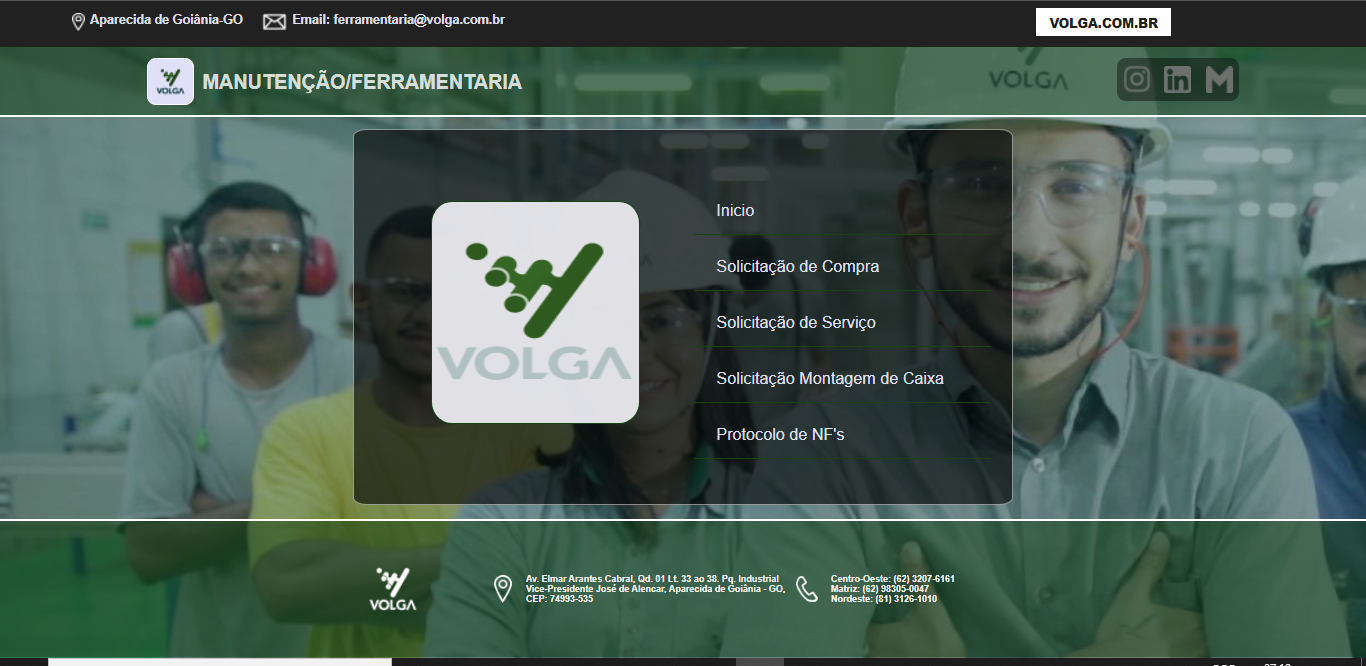 Aparecida de Goiânia-GO
Email: ferramentaria@volga.com.br
VOLGA.COM.BR
VOLGA
MANUTENÇÃO/FERRAMENTARIA
VOLGA
VOLGA
Inicio
Solicitação de Compra
Solicitação de Serviço
Solicitação Montagem de Caixa
Protocolo de NF's
VOLGA
Av. Elmar Arantes Cabral, Qd. 01 Lt. 33 ao 38. Pq. Industrial
Vice-Presidente José de Alencar, Aparecida de Goiânia - GO,
CEP: 74993-535
Centro-Oeste: (62) 3207-6161
Matriz: (62) 98305-0047
Nordeste: (81) 3126-1010